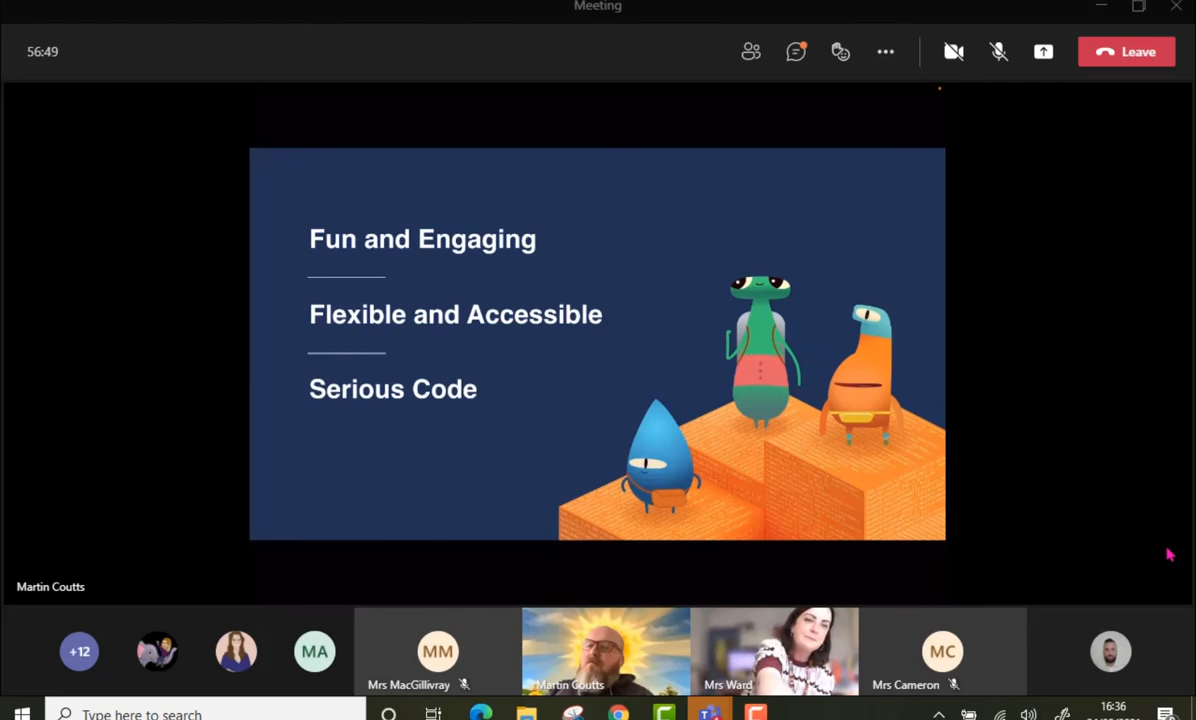 Meeting
56:49
Leave
Fun and Engaging
Flexible and Accessible
Serious Code
Martin Coutts
+12
MA
MM
MC
Mrs MacGillivray
Martin Coutts
Mrs Ward
Mrs Cameron
Type here to search
16:36